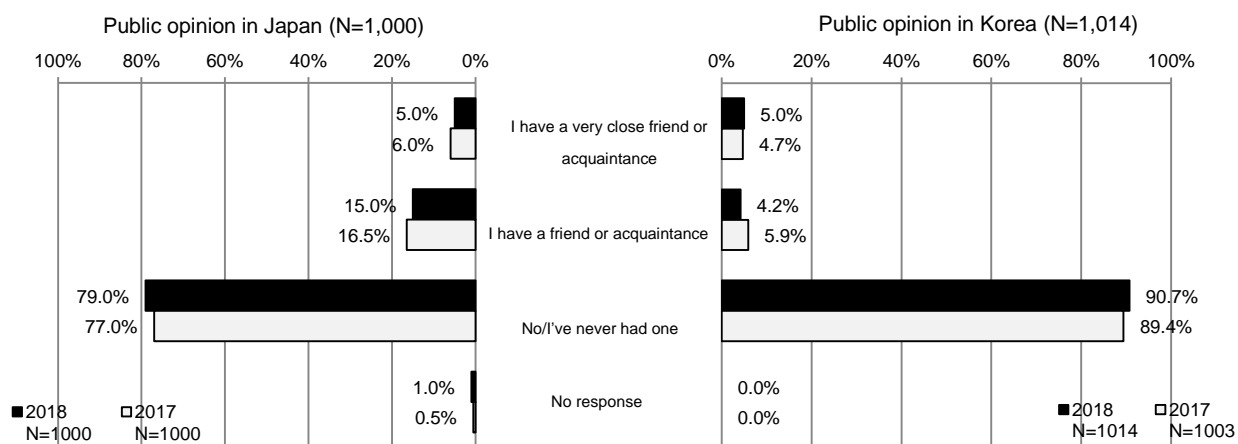 Public opinion in Japan (N=1,000)
Public opinion in Korea (N=1,014)
100% 80% 60% 40% 20% 0%
0% 20% 40% 60% 80% 100%
5.0%
6.0%
I have a very close friend or
acquaintance
5.0%
4.7%
15.0%
16.5%
I have a friend or acquaintance
4.2%
5.9%
79.0%
77.0%
No/I've never had one
90.7%
89.4%
1.0%
0.5%
No response
0.0%
0.0%
2018
N=1000
2017
N=1000
2018
N=1014
2017
N=1003